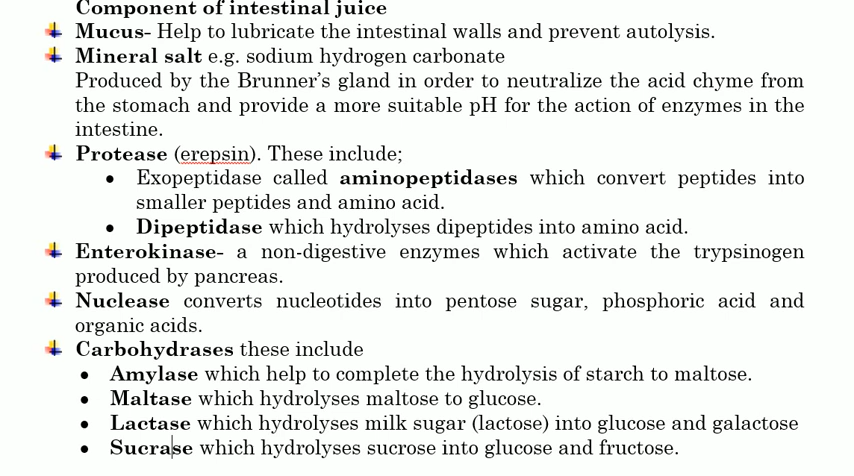 Component of intestinal juice
Mucus- Help to lubricate the intestinal walls and prevent autolysis.
Mineral salt e.g. sodium hydrogen carbonate
Produced by the Brunner's gland in order to neutralize the acid chyme from
the stomach and provide a more suitable pH for the action of enzymes in the
intestine.
Protease (erepsin). These include;
• Exopeptidase called aminopeptidases which convert peptides into
smaller peptides and amino acid.
• Dipeptidase which hydrolyses dipeptides into amino acid.
Enterokinase- a non-digestive enzymes which activate the trypsinogen
produced by pancreas.
Nuclease converts nucleotides into pentose sugar, phosphoric acid and
organic acids.
Carbohydrases these include
• Amylase which help to complete the hydrolysis of starch to maltose.
• Maltase which hydrolyses maltose to glucose.
• Lactase which hydrolyses milk sugar (lactose) into glucose and galactose
• Sucrase which hydrolyses sucrose into glucose and fructose.